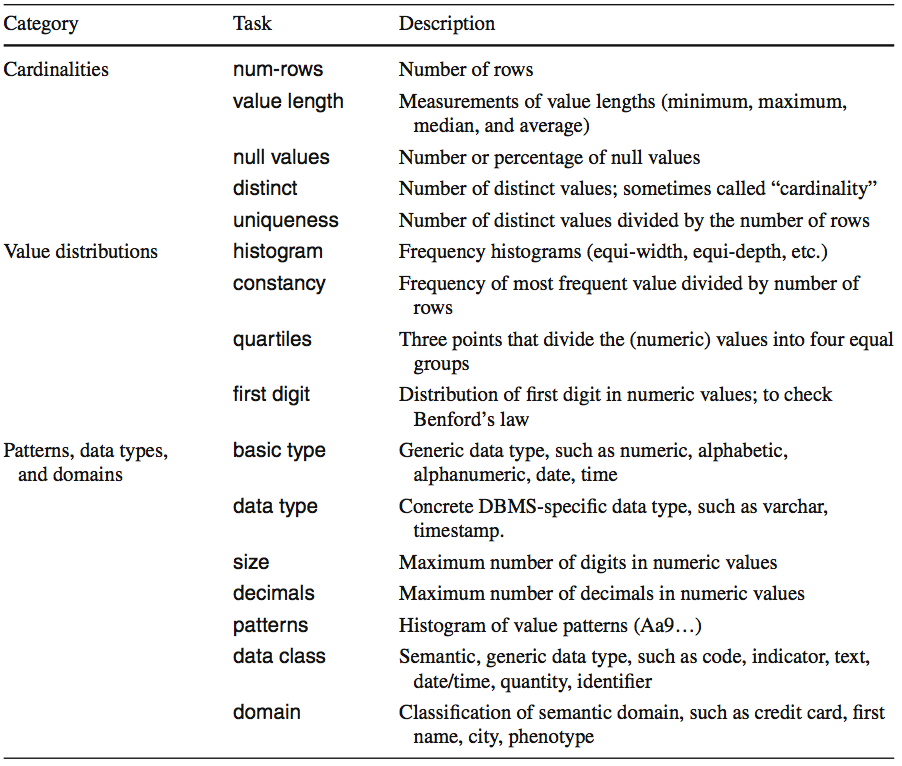 Category Task Description
Cardinalities num-rows Number of rows
value length Measurements of value lengths (minimum, maximum,
median, and average)
null values Number or percentage of null values
distinct Number of distinct values; sometimes called “cardinality”
uniqueness Number of distinct values divided by the number of rows
Value distributions histogram Frequency histograms (equi-width, equi-depth, etc.)
constancy Frequency of most frequent value divided by number of
rows
quartiles Three points that divide the (numeric) values into four equal
groups
first digit Distribution of first digit in numeric values; to check
Benford’s law
Patterns, data types, basic type Generic data type, such as numeric, alphabetic,
and domains alphanumeric, date, time
data type Concrete DBMS-specific data type, such as varchar,
timestamp.
size Maximum number of digits in numeric values
decimals Maximum number of decimals in numeric values
patterns Histogram of value patterns (Aa9…)
data class Semantic, generic data type, such as code, indicator, text,
date/time, quantity, identifier
domain Classification of semantic domain, such as credit card, first
name, city, phenotype